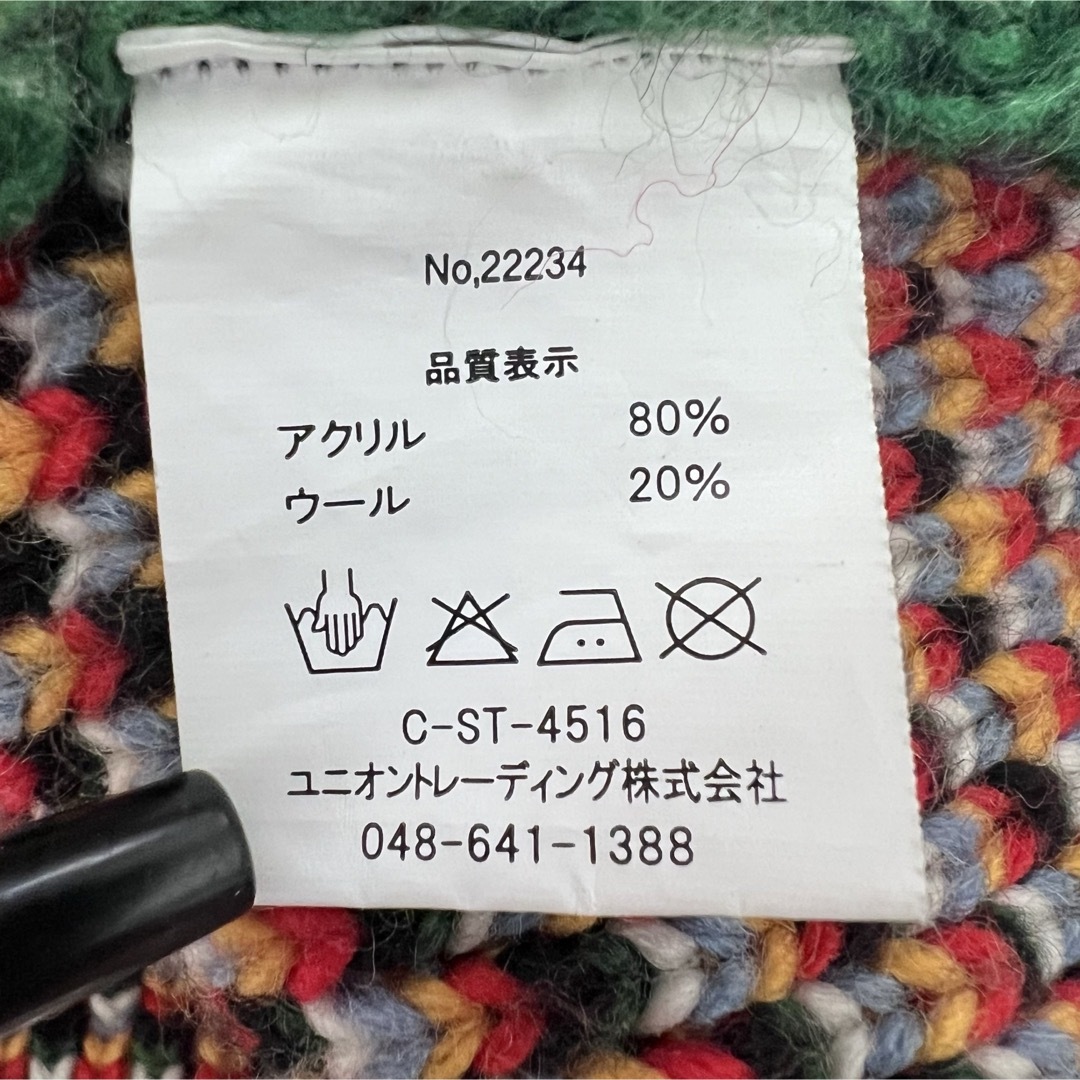 No,22234
品質表示
アクリル 80%
ウール 20%
C-ST-4516
ユニオントレーディング株式会社
048-641-1388